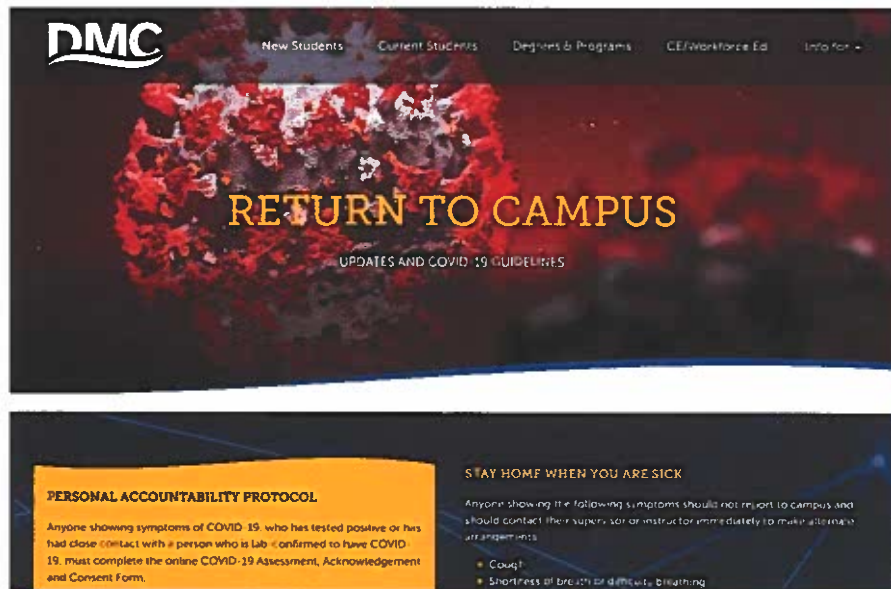 DMC
New Students Current Students Degrees & Programs CE/Workforce Ed Info for
RETURN TO CAMPUS
UPDATES AND COVID-19 GUIDELINES
PERSONAL ACCOUNTABILITY PROTOCOL
Anyone showing symptoms of COVID-19, who has tested positive or has
had close contact with a person who is lab-confirmed to have COVID-
19, must complete the online COVID-19 Assessment, Acknowledgement
and Consent Form.
STAY HOME WHEN YOU ARE SICK
Anyone showing the following symptoms should not report to campus and
should contact their supervisor or instructor immediately to make alternate
arrangements
• Cough
• Shortness of breath or difficulty breathing